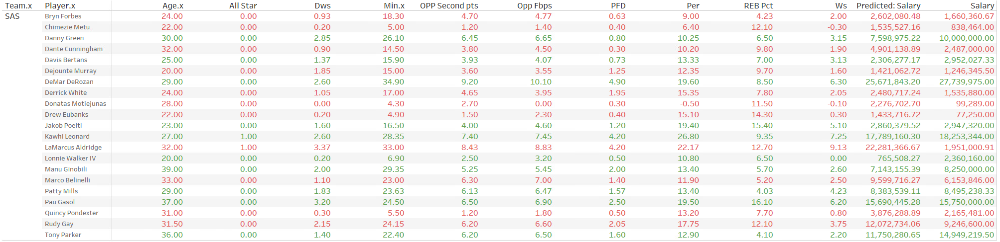 Team.x Player.x Age.x All Star Dws Min.x OPP Second pts Opp Fbps PFD Per REB Pct Ws Predicted: Salary Salary
SAS Bryn Forbes 24.00 0.00 0.93 18.30 4.70 4.77 0.63 9.00 4.23 2.00 2,602,080.48 1,660,360.67
Chimezie Metu 22.00 0.00 0.20 5.00 1.20 1.40 0.40 6.40 12.10 -0.30 1,535,527.16 838,464.00
Danny Green 30.00 0.00 2.85 26.10 6.45 6.65 0.80 10.25 6.50 3.15 7,598,975.22 10,000,000.00
Dante Cunningham 32.00 0.00 0.90 14.50 3.80 4.50 0.30 10.20 9.80 1.90 4,901,138.89 2,487,000.00
Davis Bertans 25.00 0.00 1.37 15.90 3.93 4.07 0.73 13.33 7.00 3.13 2,306,277.17 2,952,027.33
Dejounte Murray 20.00 0.00 1.85 15.00 3.60 3.55 1.25 12.35 9.70 1.60 1,421,062.72 1,246,345.50
DeMar DeRozan 29.00 0.00 2.60 34.90 9.20 10.10 4.90 19.60 8.50 6.30 25,671,843.20 27,739,975.00
Derrick White 24.00 0.00 1.05 17.00 4.65 3.95 1.95 15.35 7.80 2.05 2,480,717.24 1,535,880.00
Donatas Motiejunas 28.00 0.00 0.00 4.30 2.70 0.00 0.30 -0.50 11.50 -0.10 2,276,702.70 99,289.00
Drew Eubanks 22.00 0.00 0.20 4.90 1.50 2.30 0.40 15.10 14.30 0.30 1,433,716.72 77,250.00
Jakob Poeltl 23.00 0.00 1.60 16.50 4.00 4.60 1.20 19.40 15.40 5.10 2,860,379.52 2,947,320.00
Kawhi Leonard 27.00 1.00 2.60 28.35 7.40 7.45 4.20 26.80 9.35 7.25 17,789,160.30 18,253,344.00
LaMarcus Aldridge 32.00 1.00 3.37 33.00 8.43 8.83 4.20 22.17 12.70 9.13 22,281,366.67 1,951,000.91
Lonnie Walker IV 20.00 0.00 0.20 6.90 2.50 3.20 0.50 10.80 6.50 0.00 765,508.27 2,360,160.00
Manu Ginobili 39.00 0.00 2.00 29.35 5.25 5.45 2.00 13.40 5.70 2.60 7,143,155.39 8,250,000.00
Marco Belinelli 33.00 0.00 1.10 23.00 6.30 7.00 1.40 11.90 5.20 2.50 9,599,716.27 6,153,846.00
Patty Mills 29.00 0.00 1.83 23.63 6.13 6.47 1.57 13.40 4.03 4.23 8,383,539.11 8,495,238.33
Pau Gasol 37.00 0.00 3.20 24.50 6.50 6.90 2.50 19.50 16.10 6.20 15,690,445.28 15,750,000.00
Quincy Pondexter 31.00 0.00 0.30 5.50 1.20 1.80 0.50 13.20 7.70 0.80 3,876,288.89 2,165,481.00
Rudy Gay 31.50 0.00 2.15 24.15 6.20 6.60 2.05 17.75 12.10 3.75 12,072,734.06 9,246,600.00
Tony Parker 36.00 0.00 1.40 22.40 6.20 6.50 1.60 12.90 4.10 2.20 11,750,280.65 14,949,219.50